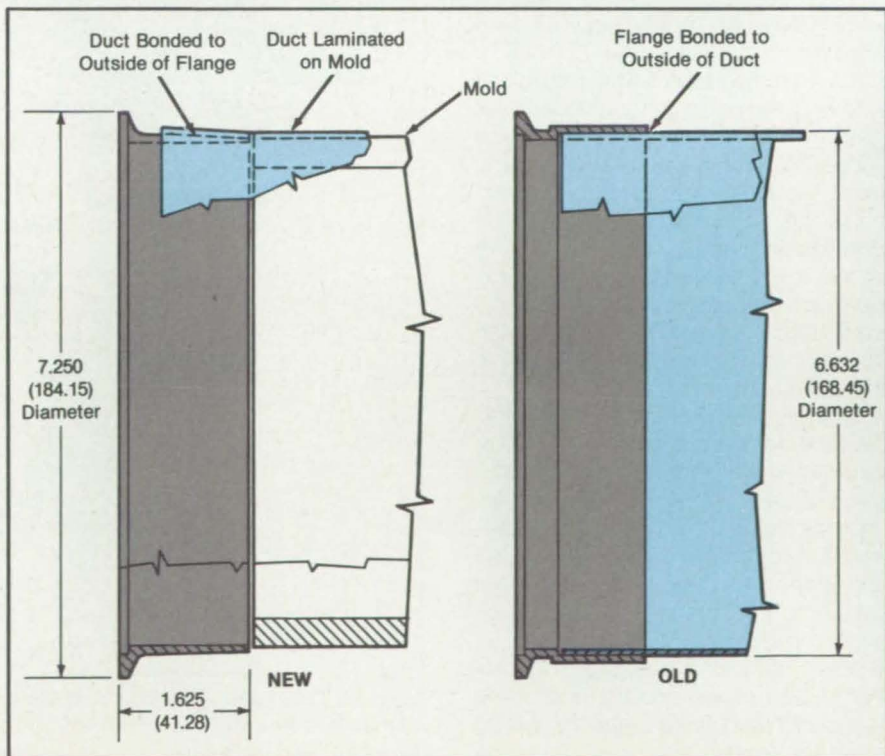 Duct Bonded to
Outside of Flange
Duct Laminated
on Mold
Mold
Flange Bonded to
Outside of Duct
7.250
(184.15)
Diameter
6.632
(168.45)
Diameter
NEW
OLD
1.625
(41.28)